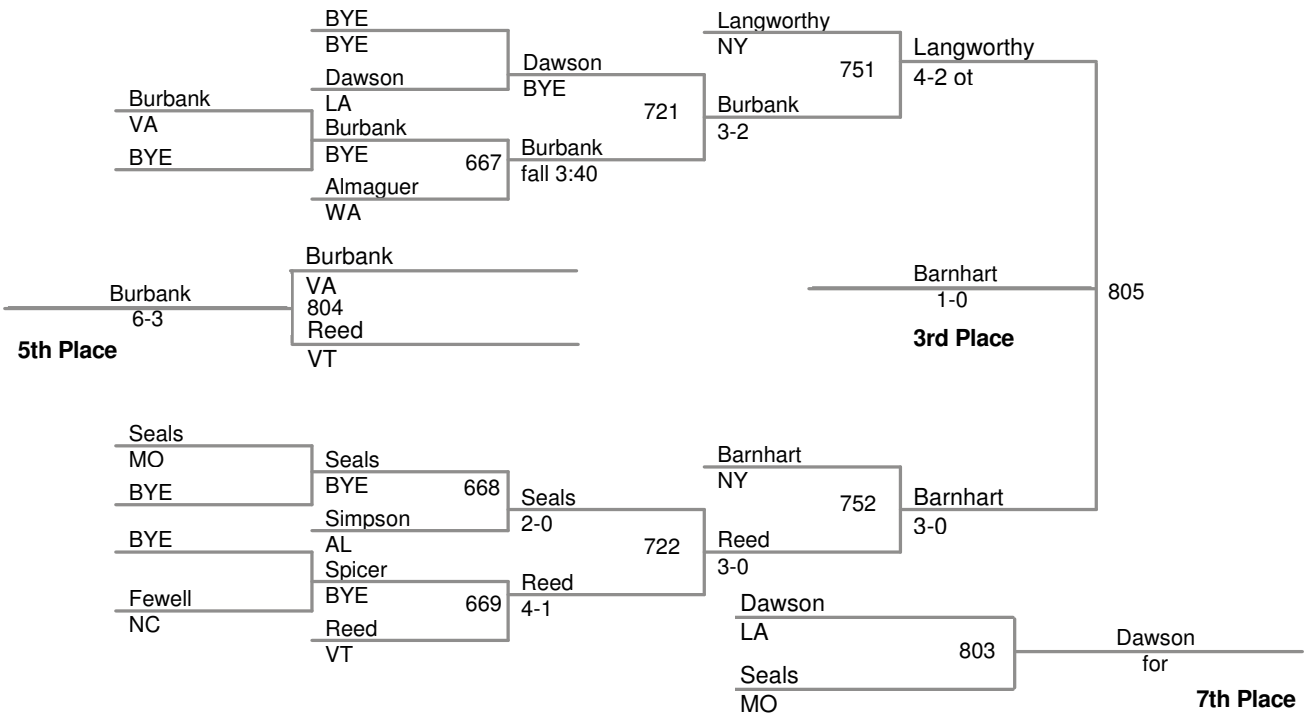 BYE
BYE
Dawson
LA
Burbank
VA
BYE
Burbank
BYE
667
Almaguer
WA
Dawson
BYE
721
Burbank
fall 3:40
Langworthy
NY
751
Burbank
3-2
Langworthy
4-2 ot
Burbank
VA
804
Reed
VT
Burbank
6-3
5th Place
Barnhart
1-0
3rd Place
805
Seals
MO
BYE
BYE
Fewell
NC
Seals
BYE
668
Simpson
AL
Spicer
BYE
669
Reed
VT
Seals
2-0
722
Reed
4-1
Barnhart
NY
752
Reed
3-0
Barnhart
3-0
Dawson
LA
803
Seals
MO
Dawson
for
7th Place